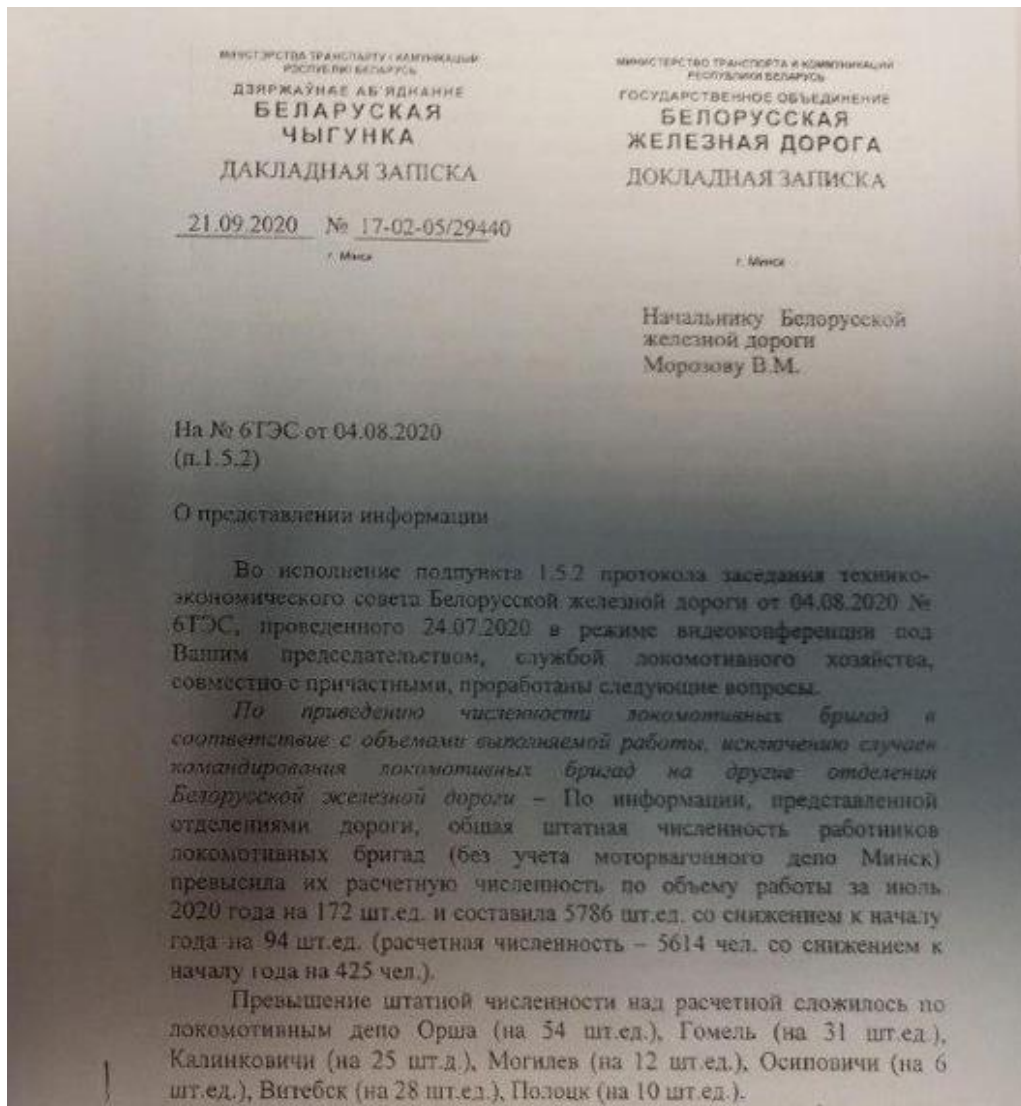 МІНІСТЭРСТВА ТРАНСПАРТУ І КАМУНІКАЦЫЙ
РЭСПУБЛІКІ БЕЛАРУСЬ
ДЗЯРЖАЎНАЕ АБ'ЯДНАННЕ
БЕЛАРУСКАЯ
ЧЫГУНКА
ДАКЛАДНАЯ ЗАПІСКА
21.09.2020 № 17-02-05/29440
г. Минск
МИНИСТЕРСТВО ТРАНСПОРТА И КОММУНИКАЦИИ
РЕСПУБЛИКИ БЕЛАРУСЬ
ГОСУДАРСТВЕННОЕ ОБЪЕДИНЕНИЕ
БЕЛОРУССКАЯ
ЖЕЛЕЗНАЯ ДОРОГА
ДОКЛАДНАЯ ЗАПИСКА
г. Минск
Начальнику Белорусской
железной дороги
Морозову В.М.
На № 6ТЭС от 04.08.2020
(п.1.5.2)
О представлении информации
Во исполнение подпункта 1.5.2 протокола заседания технико-
экономического совета Белорусской железной дороги от 04.08.2020 №
6ТЭС, проведенного 24.07.2020 в режиме видеоконференции под
Вашим председательством, службой локомотивного хозяйства,
совместно с причастными, проработаны следующие вопросы.
По приведению численности локомотивных бригад в
соответствие с объемами выполняемой работы, исключению случаев
командирования локомотивных бригад на другие отделения
Белорусской железной дороги – По информации, представленной
отделениями дороги, общая штатная численность работников
локомотивных бригад (без учета моторвагонного депо Минск)
превысила их расчетную численность по объему работы за июль
2020 года на 172 шт.ед. и составила 5786 шт.ед. со снижением к началу
года на 94 шт.ед. (расчетная численность – 5614 чел. со снижением к
началу года на 425 чел.).
Превышение штатной численности над расчетной сложилось по
локомотивным депо Орша (на 54 шт.ед.), Гомель (на 31 шт.ед.),
Калинковичи (на 25 шт.д.), Могилев (на 12 шт.ед.), Осиповичи (на 6
шт.ед.), Витебск (на 28 шт.ед.), Полоцк (на 10 шт.ед.).